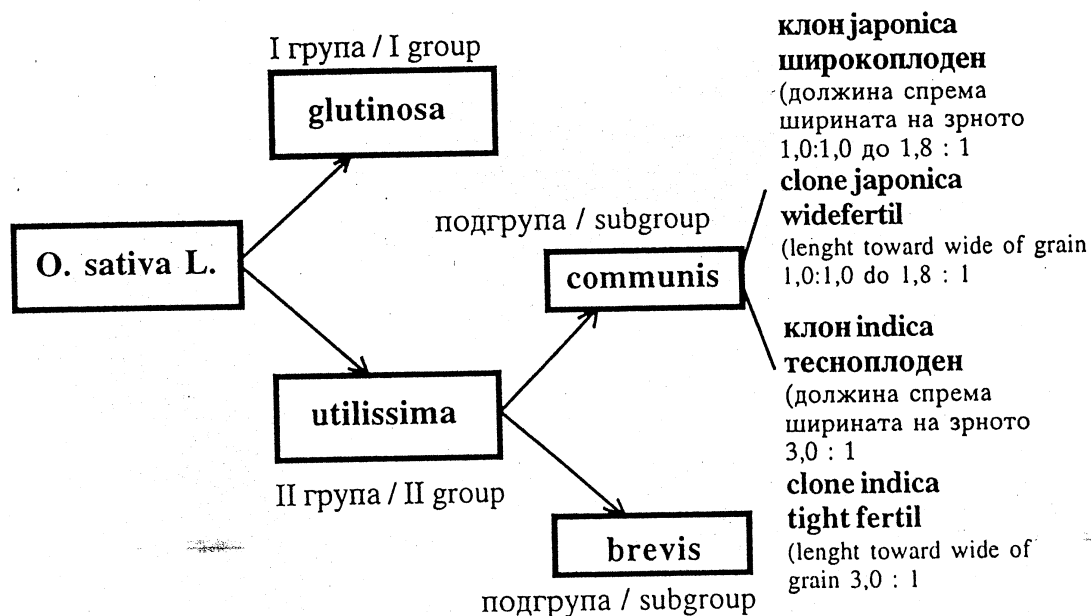 I група / I group
glutinosa
O. sativa L.
utilissima
II група / II group
подгрупа / subgroup
communis
brevis
подгрупа / subgroup
клон japonica
широкоплоден
(должина спрема
ширината на зрното
1,0:1,0 до 1,8 : 1
clone japonica
widefertil
(lenght toward wide of grain
1,0:1,0 do 1,8 : 1
клон indica
тесноплоден
(должина спрема
ширината на зрното
3,0 : 1
clone indica
tight fertil
(lenght toward wide of
grain 3,0 : 1